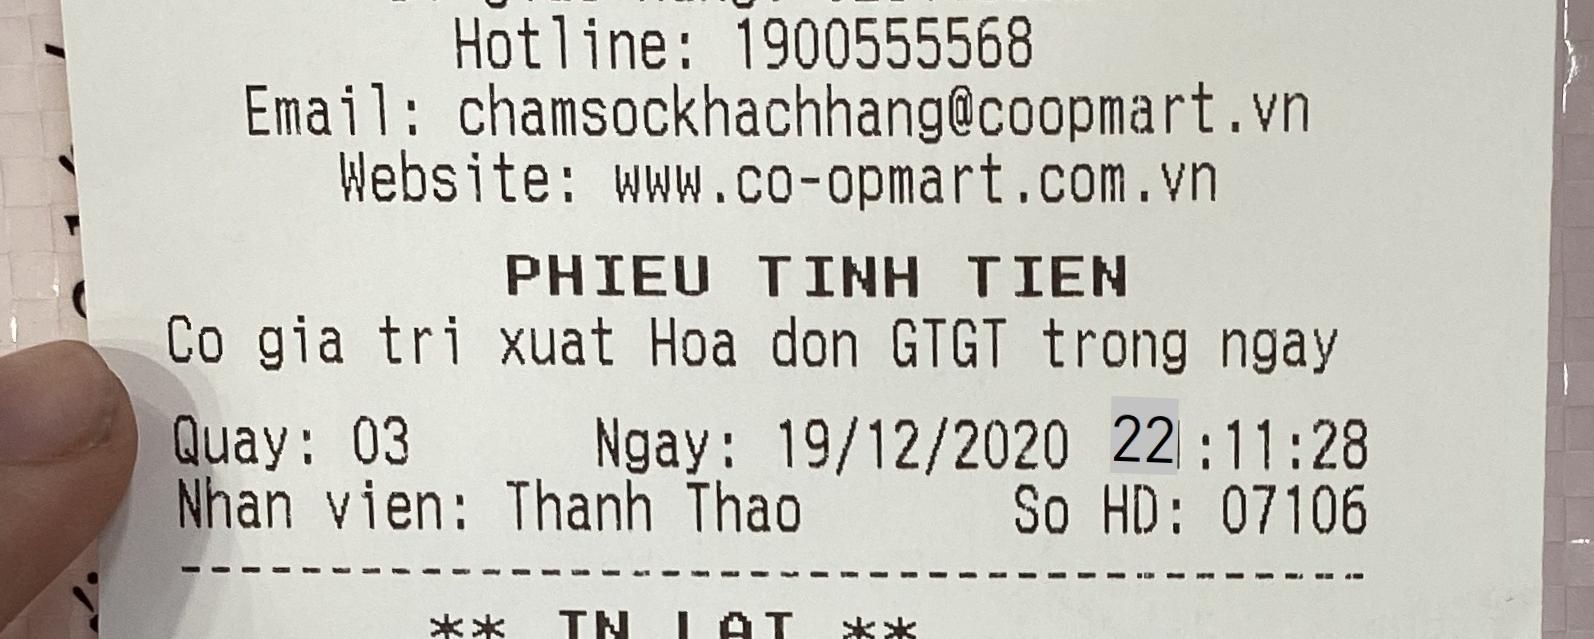 Hotline: 1900555568
Email: chamsockhachhang@coopmart.vn
Website: www.co-opmart.com.vn
PHIEU TINH TIEN
Co gia tri xuat Hoa don GTGT trong ngay
Quay: 03 Ngay: 19/12/2020 22:11:28
Nhan vien: Thanh Thao So HD: 07106
** IN LAI **